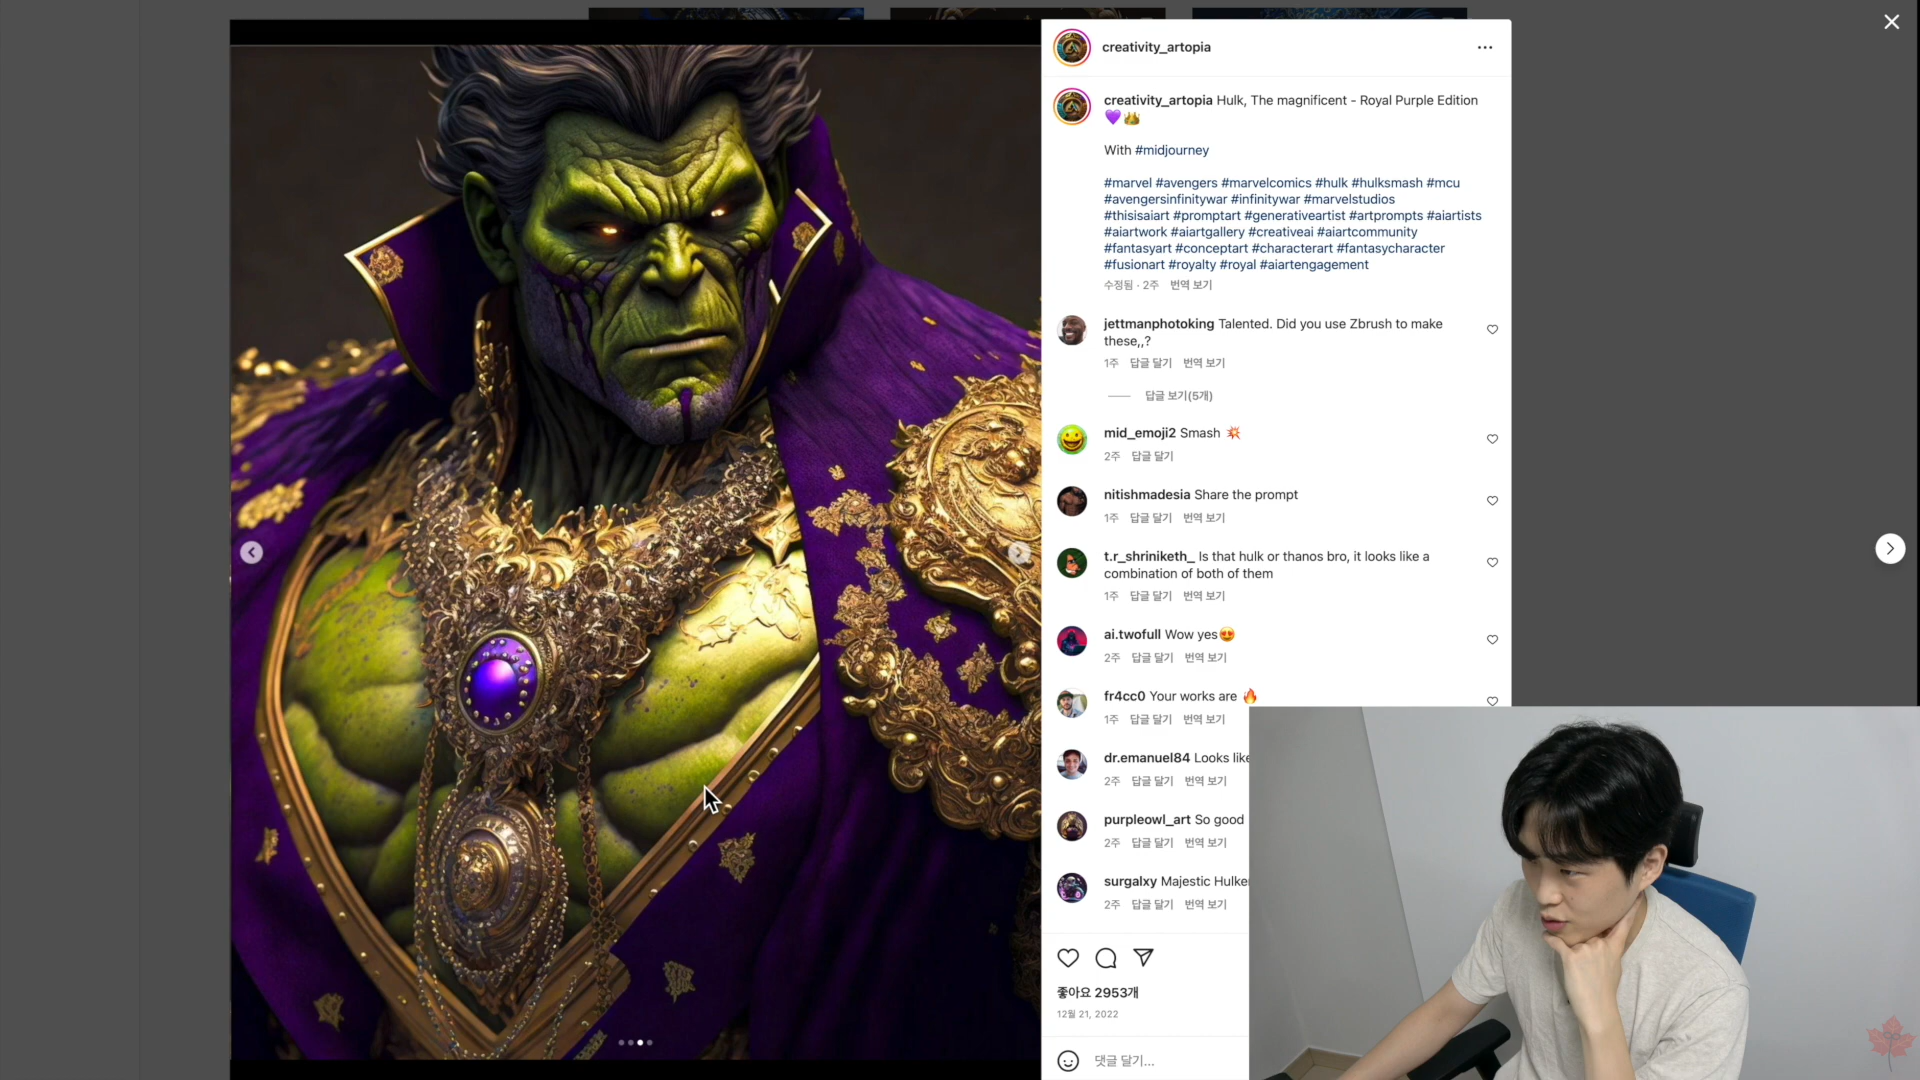 creativity_artopia
creativity_artopia Hulk, The magnificent - Royal Purple Edition
💜👑
With #midjourney
#marvel #avengers #marvelcomics #hulk #hulksmash #mcu
#avengersinfinitywar #infinitywar #marvelstudios
#thisisaiart #promptart #generativeartist #artprompts #aiartists
#aiartwork #aiartgallery #creativeai #aiartcommunity
#fantasyart #conceptart #characterart #fantasycharacter
#fusionart #royalty #royal #aiartengagement
수정됨 · 2주 번역 보기
jettmanphotoking Talented. Did you use Zbrush to make
these,,?
1주 답글 달기 번역 보기
답글 보기(5개)
mid_emoji2 Smash 💥
2주 답글 달기
nitishmadesia Share the prompt
1주 답글 달기 번역 보기
t.r_shriniketh_ Is that hulk or thanos bro, it looks like a
combination of both of them
1주 답글 달기 번역 보기
ai.twofull Wow yes😍
2주 답글 달기 번역 보기
fr4cc0 Your works are 🔥
1주 답글 달기 번역 보기
dr.emanuel84 Looks like
2주 답글 달기 번역 보기
purpleowl_art So good
2주 답글 달기 번역 보기
surgalxy Majestic Hulke
2주 답글 달기 번역 보기
좋아요 2953개
12월 21, 2022
댓글 달기...